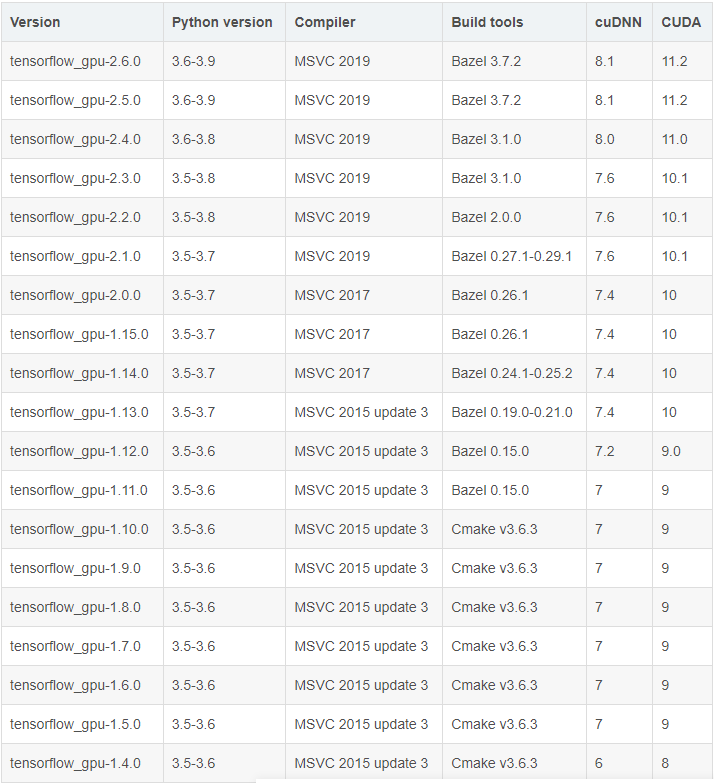 Version Python version Compiler Build tools cuDNN CUDA
tensorflow_gpu-2.6.0 3.6-3.9 MSVC 2019 Bazel 3.7.2 8.1 11.2
tensorflow_gpu-2.5.0 3.6-3.9 MSVC 2019 Bazel 3.7.2 8.1 11.2
tensorflow_gpu-2.4.0 3.6-3.8 MSVC 2019 Bazel 3.1.0 8.0 11.0
tensorflow_gpu-2.3.0 3.5-3.8 MSVC 2019 Bazel 3.1.0 7.6 10.1
tensorflow_gpu-2.2.0 3.5-3.8 MSVC 2019 Bazel 2.0.0 7.6 10.1
tensorflow_gpu-2.1.0 3.5-3.7 MSVC 2019 Bazel 0.27.1-0.29.1 7.6 10.1
tensorflow_gpu-2.0.0 3.5-3.7 MSVC 2017 Bazel 0.26.1 7.4 10
tensorflow_gpu-1.15.0 3.5-3.7 MSVC 2017 Bazel 0.26.1 7.4 10
tensorflow_gpu-1.14.0 3.5-3.7 MSVC 2017 Bazel 0.24.1-0.25.2 7.4 10
tensorflow_gpu-1.13.0 3.5-3.7 MSVC 2015 update 3 Bazel 0.19.0-0.21.0 7.4 10
tensorflow_gpu-1.12.0 3.5-3.6 MSVC 2015 update 3 Bazel 0.15.0 7.2 9.0
tensorflow_gpu-1.11.0 3.5-3.6 MSVC 2015 update 3 Bazel 0.15.0 7 9
tensorflow_gpu-1.10.0 3.5-3.6 MSVC 2015 update 3 Cmake v3.6.3 7 9
tensorflow_gpu-1.9.0 3.5-3.6 MSVC 2015 update 3 Cmake v3.6.3 7 9
tensorflow_gpu-1.8.0 3.5-3.6 MSVC 2015 update 3 Cmake v3.6.3 7 9
tensorflow_gpu-1.7.0 3.5-3.6 MSVC 2015 update 3 Cmake v3.6.3 7 9
tensorflow_gpu-1.6.0 3.5-3.6 MSVC 2015 update 3 Cmake v3.6.3 7 9
tensorflow_gpu-1.5.0 3.5-3.6 MSVC 2015 update 3 Cmake v3.6.3 7 9
tensorflow_gpu-1.4.0 3.5-3.6 MSVC 2015 update 3 Cmake v3.6.3 6 8